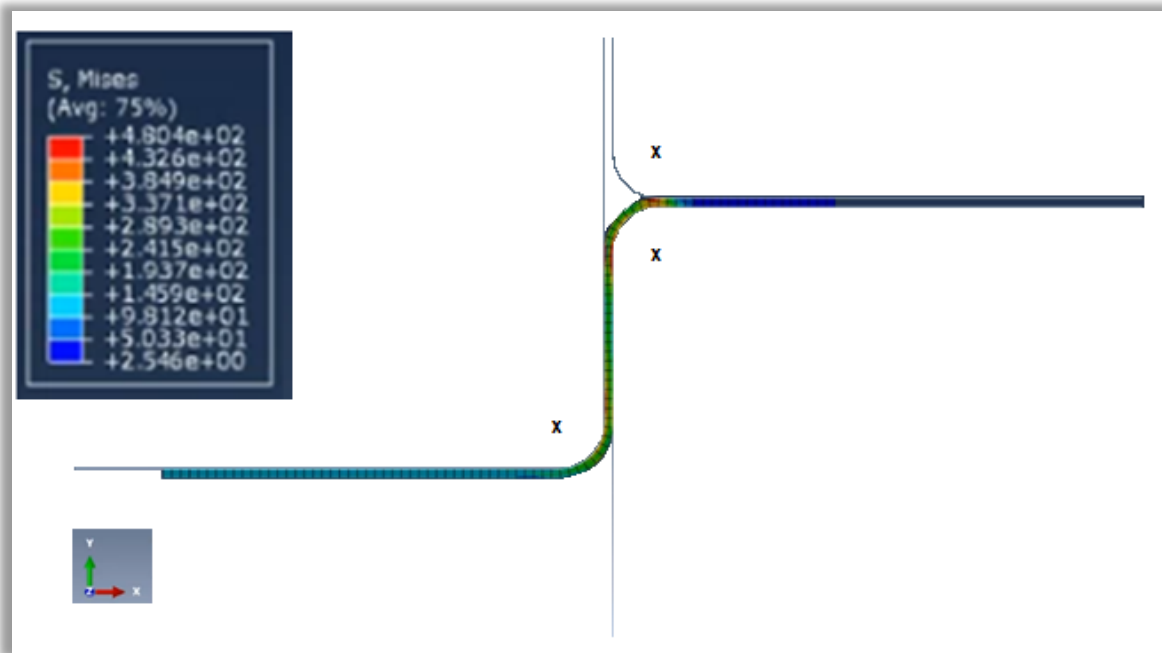 S, Mises
(Avg: 75%)
+4.804e+02
+4.326e+02
+3.849e+02
+3.371e+02
+2.893e+02
+2.415e+02
+1.937e+02
+1.459e+02
+9.812e+01
+5.033e+01
+2.546e+00
X
X
X
Y
Z X